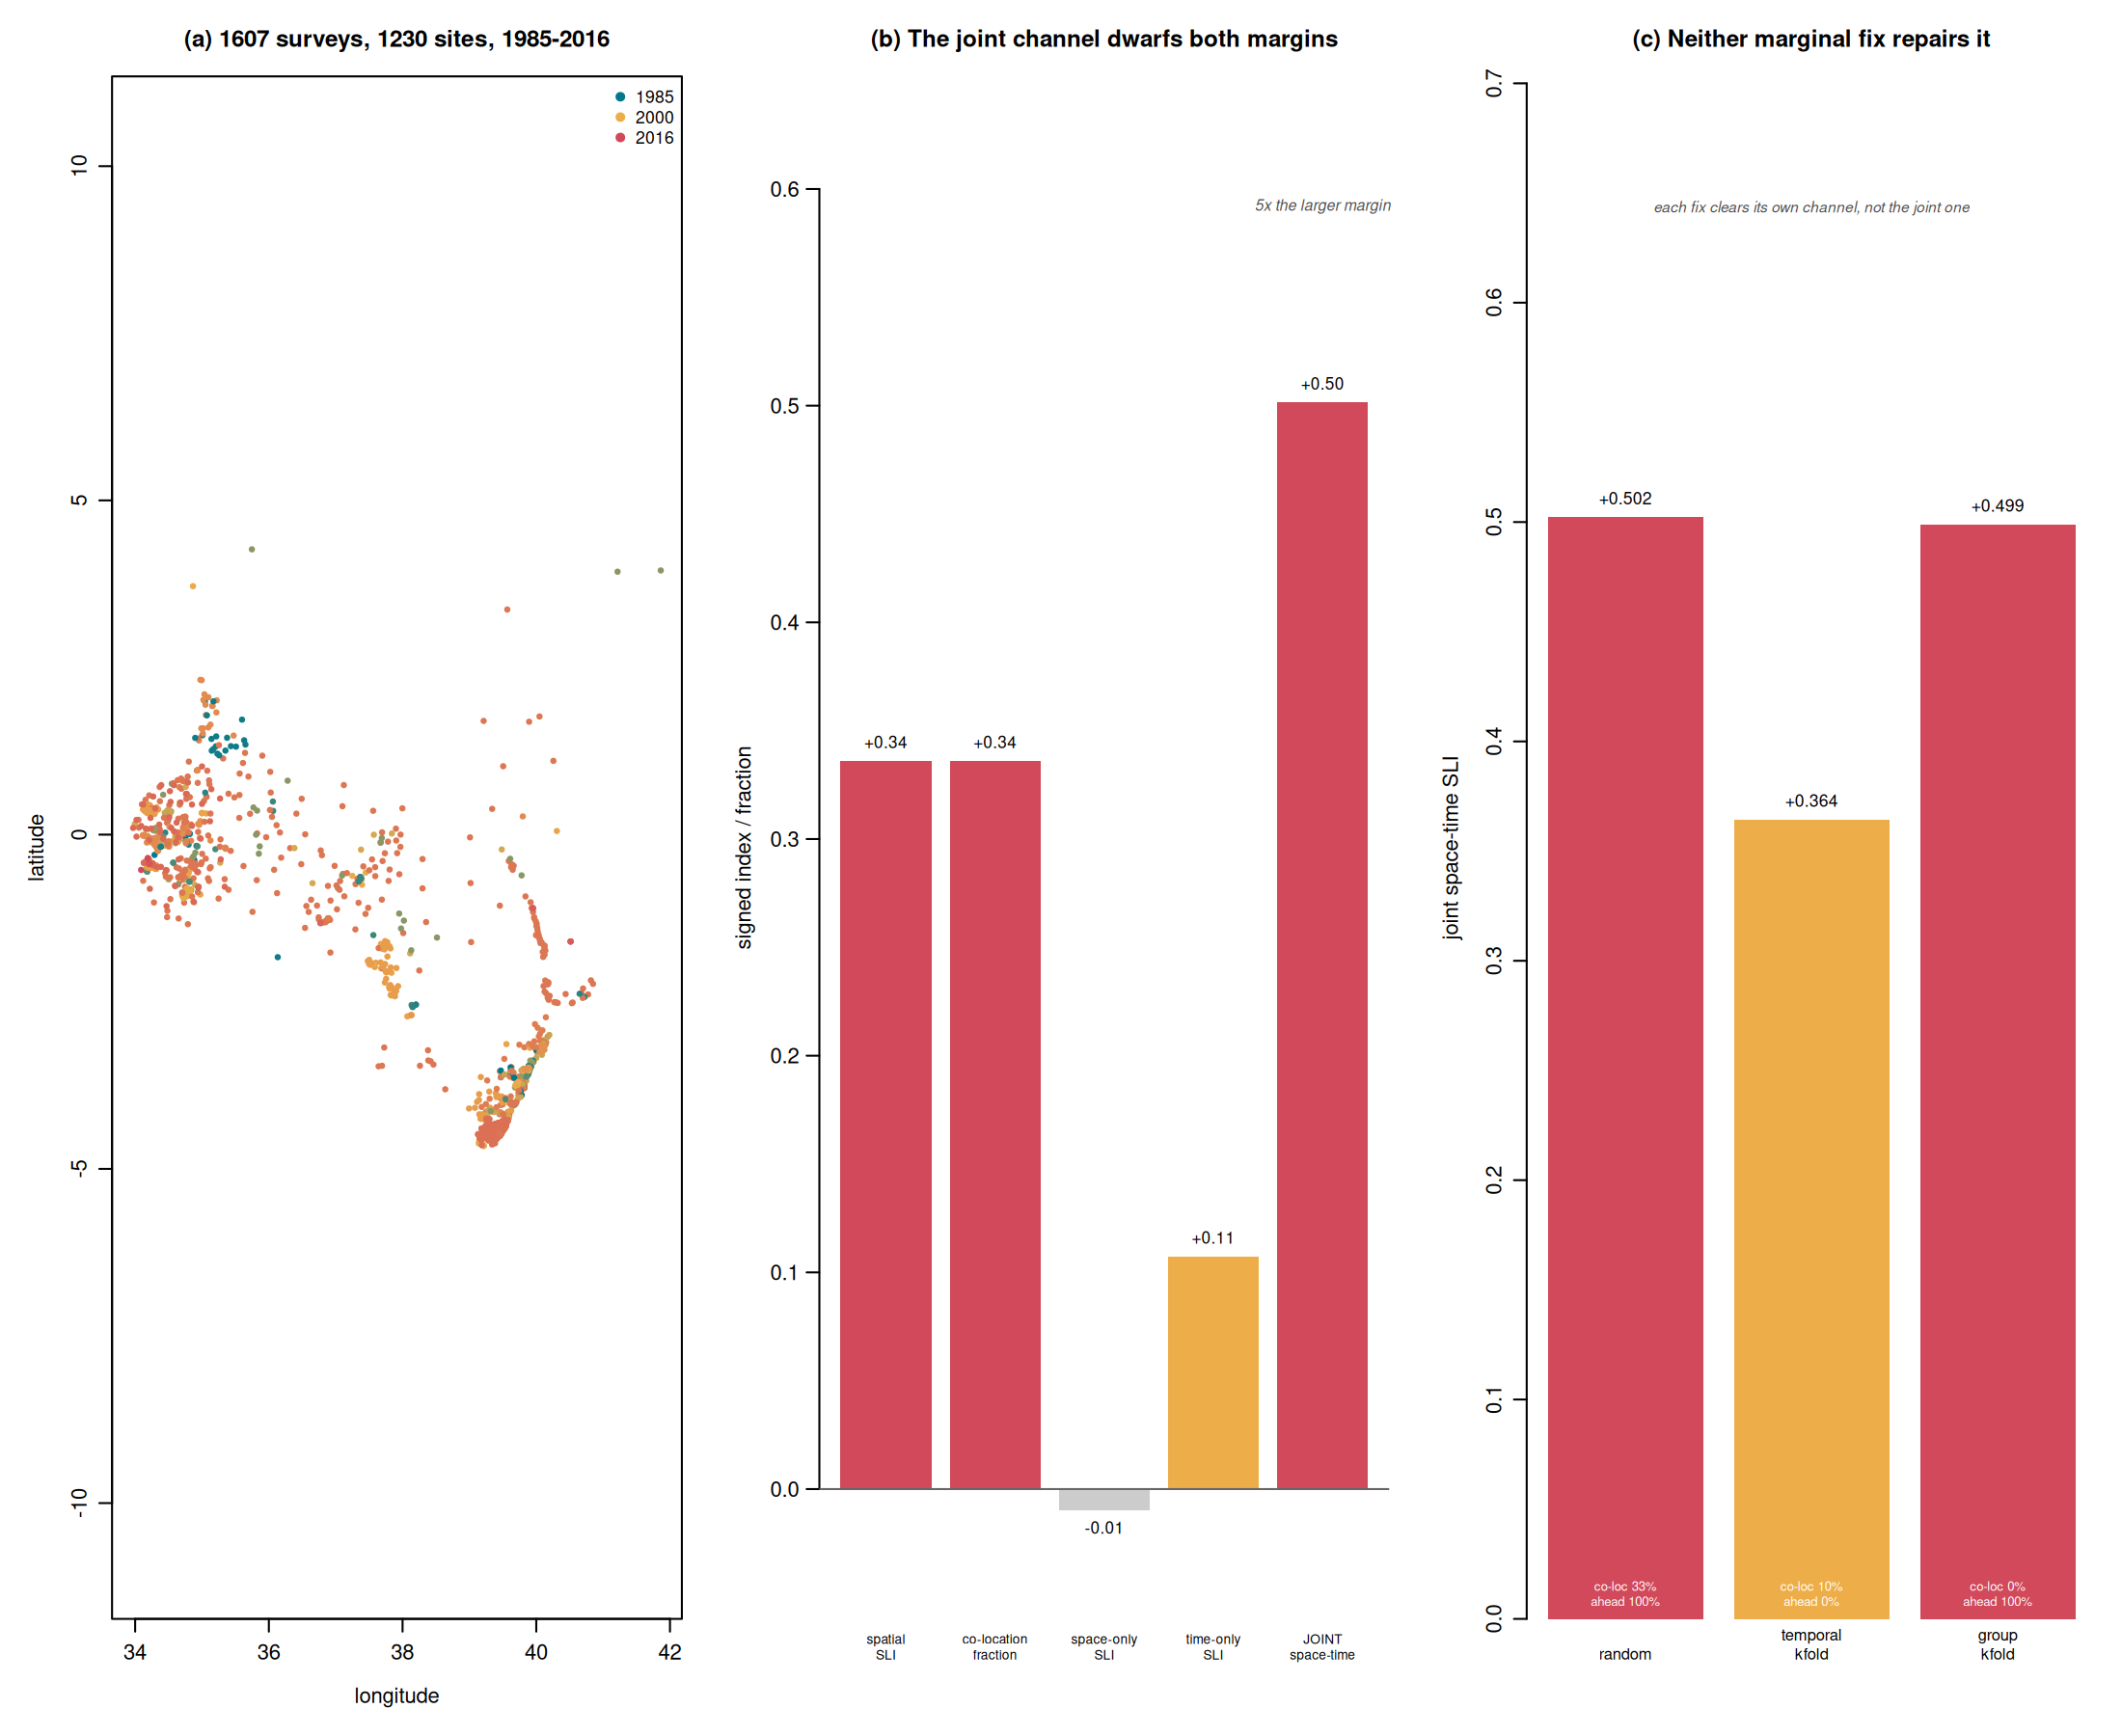 (a) 1607 surveys, 1230 sites, 1985-2016
1985
2000
2016
10
5
0
-5
-10
latitude
34
36
38
40
42
longitude
(b) The joint channel dwarfs both margins
5x the larger margin
0.6
0.5
0.4
0.3
0.2
0.1
0.0
signed index / fraction
+0.34
+0.34
-0.01
+0.11
+0.50
spatial
SLI
co-location
fraction
space-only
SLI
time-only
SLI
JOINT
space-time
(c) Neither marginal fix repairs it
each fix clears its own channel, not the joint one
0.7
0.6
0.5
0.4
0.3
0.2
0.1
0.0
joint space-time SLI
+0.502
+0.364
+0.499
co-loc 33%
ahead 100%
co-loc 10%
ahead 0%
co-loc 0%
ahead 100%
random
temporal
kfold
group
kfold